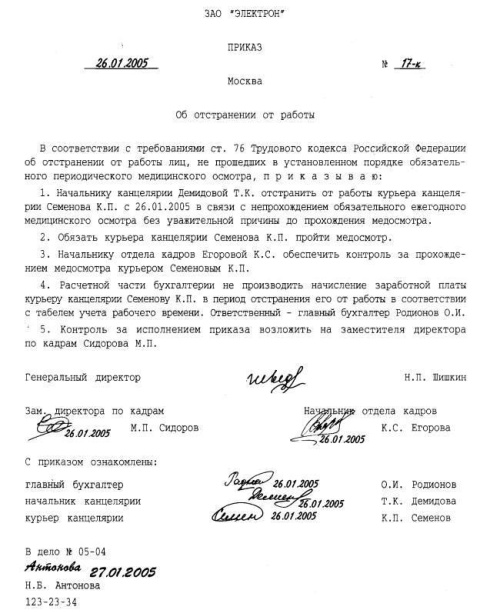 ЗАО "ЭЛЕКТРОН"
ПРИКАЗ
26.01.2005 № 17-к
Москва
Об отстранении от работы
В соответствии с требованиями ст. 76 Трудового кодекса Российской Федерации
об отстранении от работы лиц, не прошедших в установленном порядке обязатель-
ного периодического медицинского осмотра, п р и к а з ы в а ю:
1. Начальнику канцелярии Демидовой Т.К. отстранить от работы курьера канцеля-
рии Семенова К.П. с 26.01.2005 в связи с непрохождением обязательного ежегодного
медицинского осмотра без уважительной причины до прохождения медосмотра.
2. Обязать курьера канцелярии Семенова К.П. пройти медосмотр.
3. Начальнику отдела кадров Егоровой К.С. обеспечить контроль за прохожде-
нием медосмотра курьером Семеновым К.П.
4. Расчетной части бухгалтерии не производить начисление заработной платы
курьеру канцелярии Семенову К.П. в период отстранения его от работы в соответствии
с табелем учета рабочего времени. Ответственный - главный бухгалтер Родионов О.И.
5. Контроль за исполнением приказа возложить на заместителя директора
по кадрам Сидорова М.П.
Генеральный директор Н.П. Шишкин
Зам. директора по кадрам Начальник отдела кадров
26.01.2005 М.П. Сидоров 26.01.2005 К.С. Егорова
С приказом ознакомлены:
главный бухгалтер 26.01.2005 О.И. Родионов
начальник канцелярии 26.01.2005 Т.К. Демидова
курьер канцелярии Семен 26.01.2005 К.П. Семенов
В дело № 05-04
Антонова 27.01.2005
Н.Б. Антонова
123-23-34